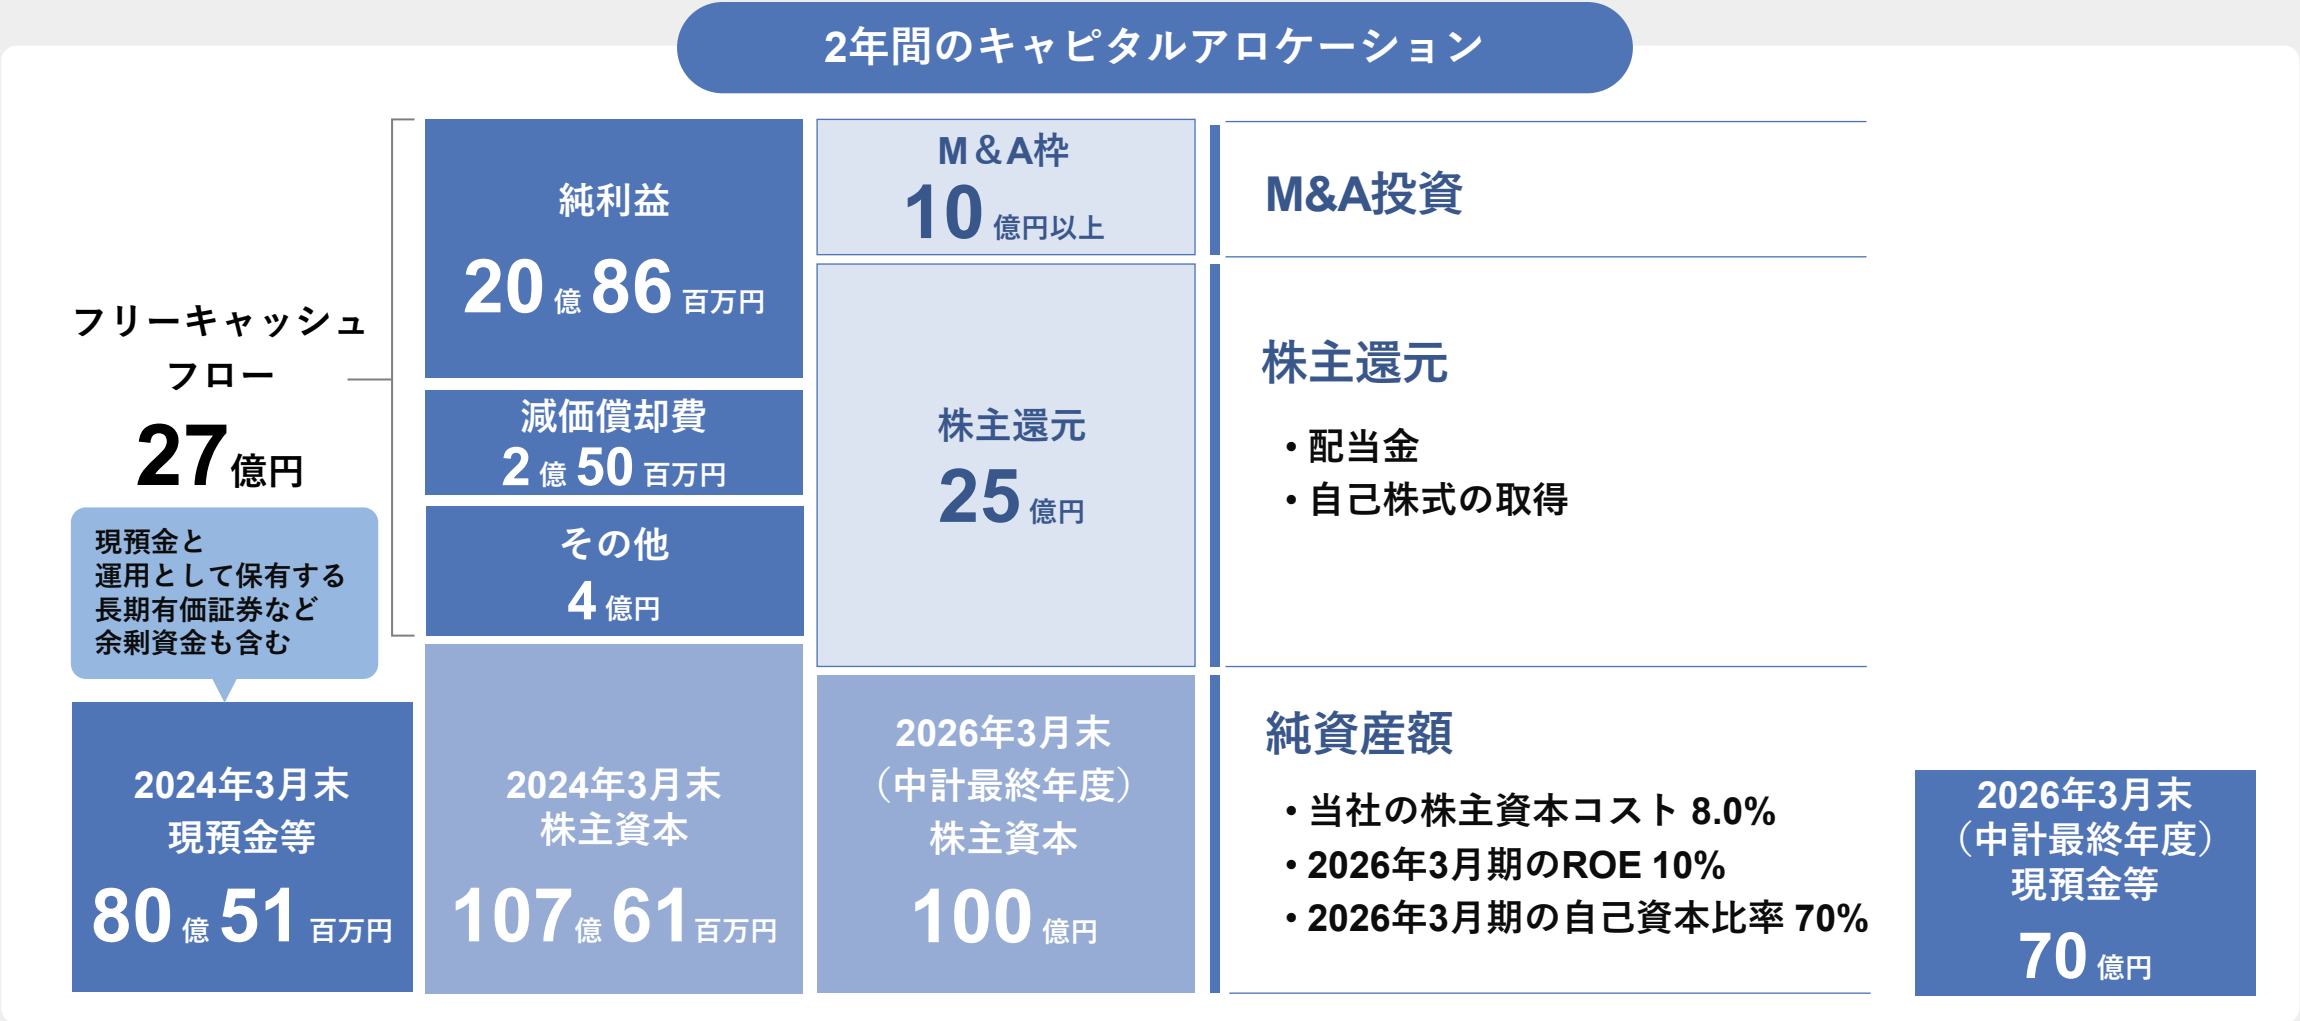 2年間のキャピタルアロケーション
フリーキャッシュ
フロー
27億円
現預金と
運用として保有する
長期有価証券など
余剰資金も含む
2024年3月末
現預金等
80億51百万円
純利益
20億86百万円
減価償却費
2億50百万円
その他
4億円
2024年3月末
株主資本
107億61百万円
M&A枠
10億円以上
株主還元
25億円
2026年3月末
（中計最終年度）
株主資本
100億円
M&A投資
株主還元
・配当金
・自己株式の取得
純資産額
・当社の株主資本コスト 8.0%
・2026年3月期のROE 10%
・2026年3月期の自己資本比率 70%
2026年3月末
（中計最終年度）
現預金等
70億円